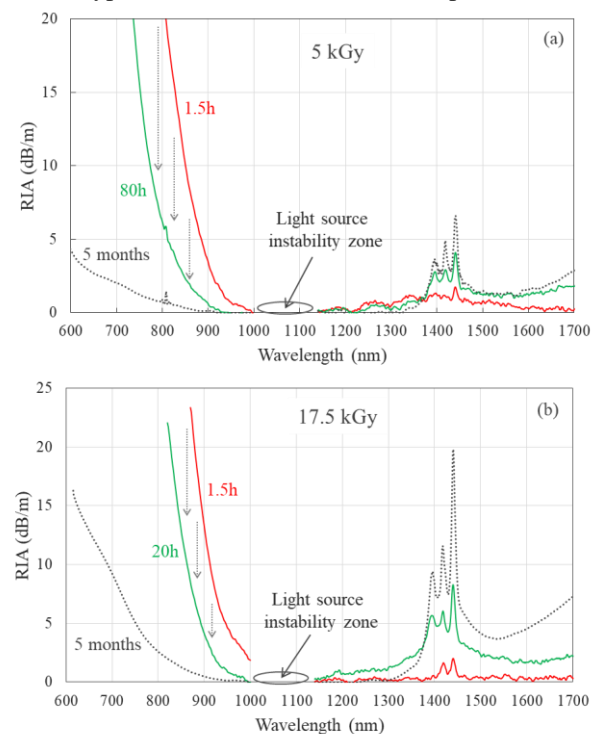 (a)
5 kGy
20
15
10
5
0
RIA (dB/m)
1.5h
80h
5 months
Light source
instability zone
600 700 800 900 1000 1100 1200 1300 1400 1500 1600 1700
Wavelength (nm)
(b)
17.5 kGy
25
20
15
10
5
0
RIA (dB/m)
1.5h
20h
5 months
Light source
instability zone
600 700 800 900 1000 1100 1200 1300 1400 1500 1600 1700
Wavelength (nm)